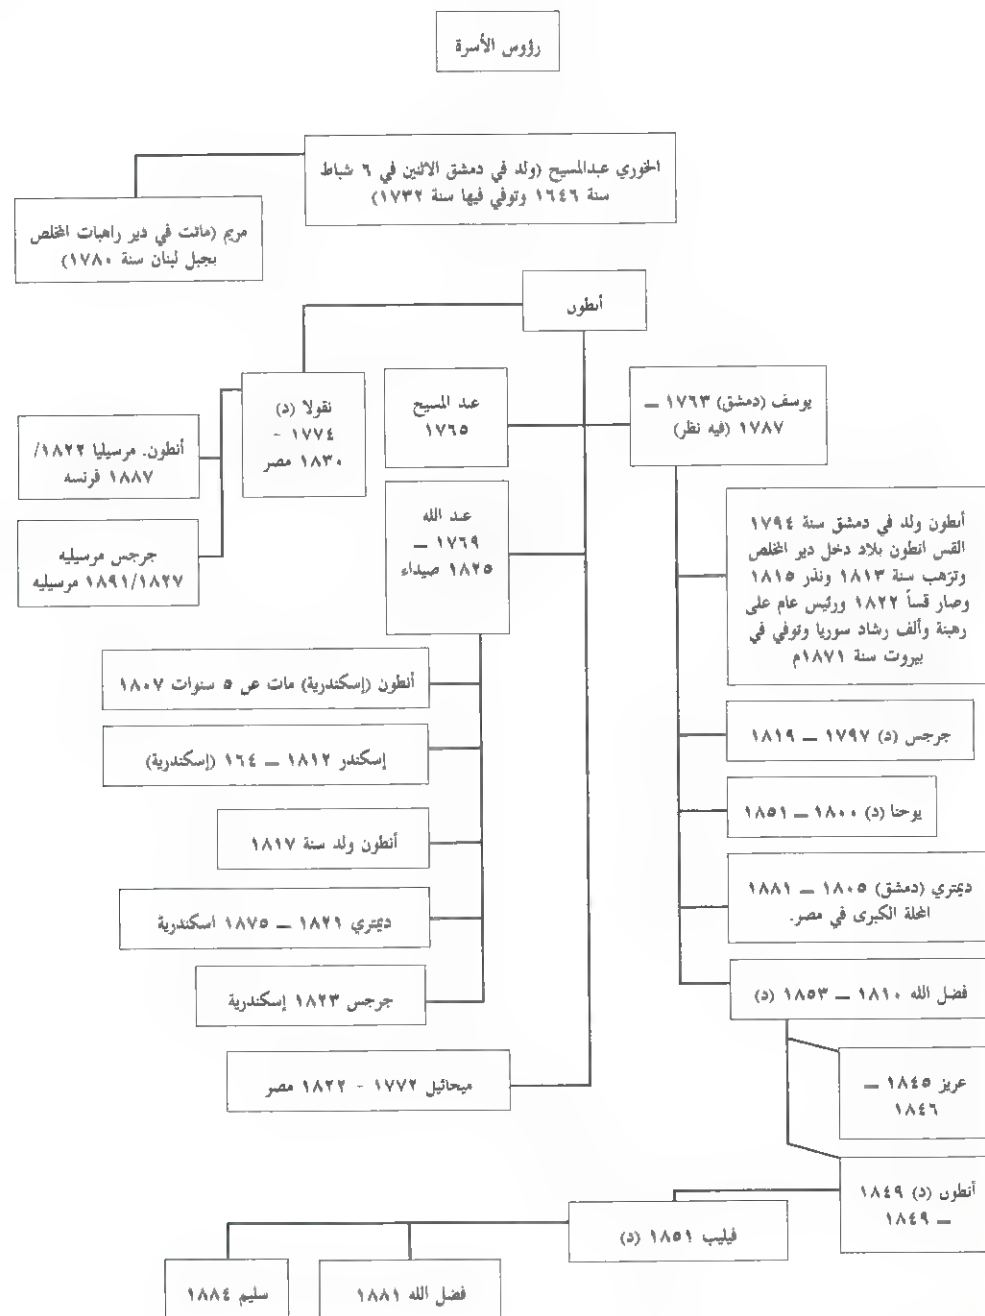 رؤوس الأسرة
الخوري عبدالمسيح (ولد في دمشق الاثنين في ٦ شباط
سنة ١٦٤٦ وتوفي فيها سنة ١٧٣٢)
مريم (ماتت في دير راهبات المخلص
بجبل لبنان سنة ١٧٨٠)
أنطون
يوسف (دمشق) ١٧٦٣ –
١٧٨٧ (فيه نظر)
عبد المسيح
١٧٦٥
نقولا (د)
١٧٧٤ -
١٨٣٠ مصر
أنطون. مرسيليا ١٨٢٢/
١٨٨٧ فرنسه
جرجس مرسيليه
١٨٩١/١٨٢٧ مرسيليه
عبد الله
١٧٦٩ –
١٨٢٥ صيداء
أنطون ولد في دمشق سنة ١٧٩٤
القس انطون بلاد دخل دير المخلص
وترَهب سنة ١٨١٣ ونذر ١٨١٥
وصار قساً ١٨٢٢ ورئيس عام على
رهبنة وألف رشاد سوريا وتوفي في
بيروت سنة ١٨٧١م
أنطون (إسكندرية) مات عن ٥ سنوات ١٨٠٧
جرجس (د) ١٧٩٧ – ١٨١٩
إسكندر ١٨١٢ – ١٦٤ (إسكندرية)
يوحنا (د) ١٨٠٠ – ١٨٥١
أنطون ولد سنة ١٨١٧
ديمتري (دمشق) ١٨٠٥ – ١٨٨١
المحلة الكبرى في مصر.
ديمتري ١٨٢١ – ١٨٧٥ اسكندرية
فضل الله ١٨١٠ – ١٨٥٣ (د)
جرجس ١٨٢٣ إسكندرية
عزيز ١٨٤٥ –
١٨٤٦
ميخائيل ١٧٧٢ - ١٨٢٢ مصر
أنطون (د) ١٨٤٩
– ١٨٤٩
فيليب ١٨٥١ (د)
فضل الله ١٨٨١
سليم ١٨٨٤